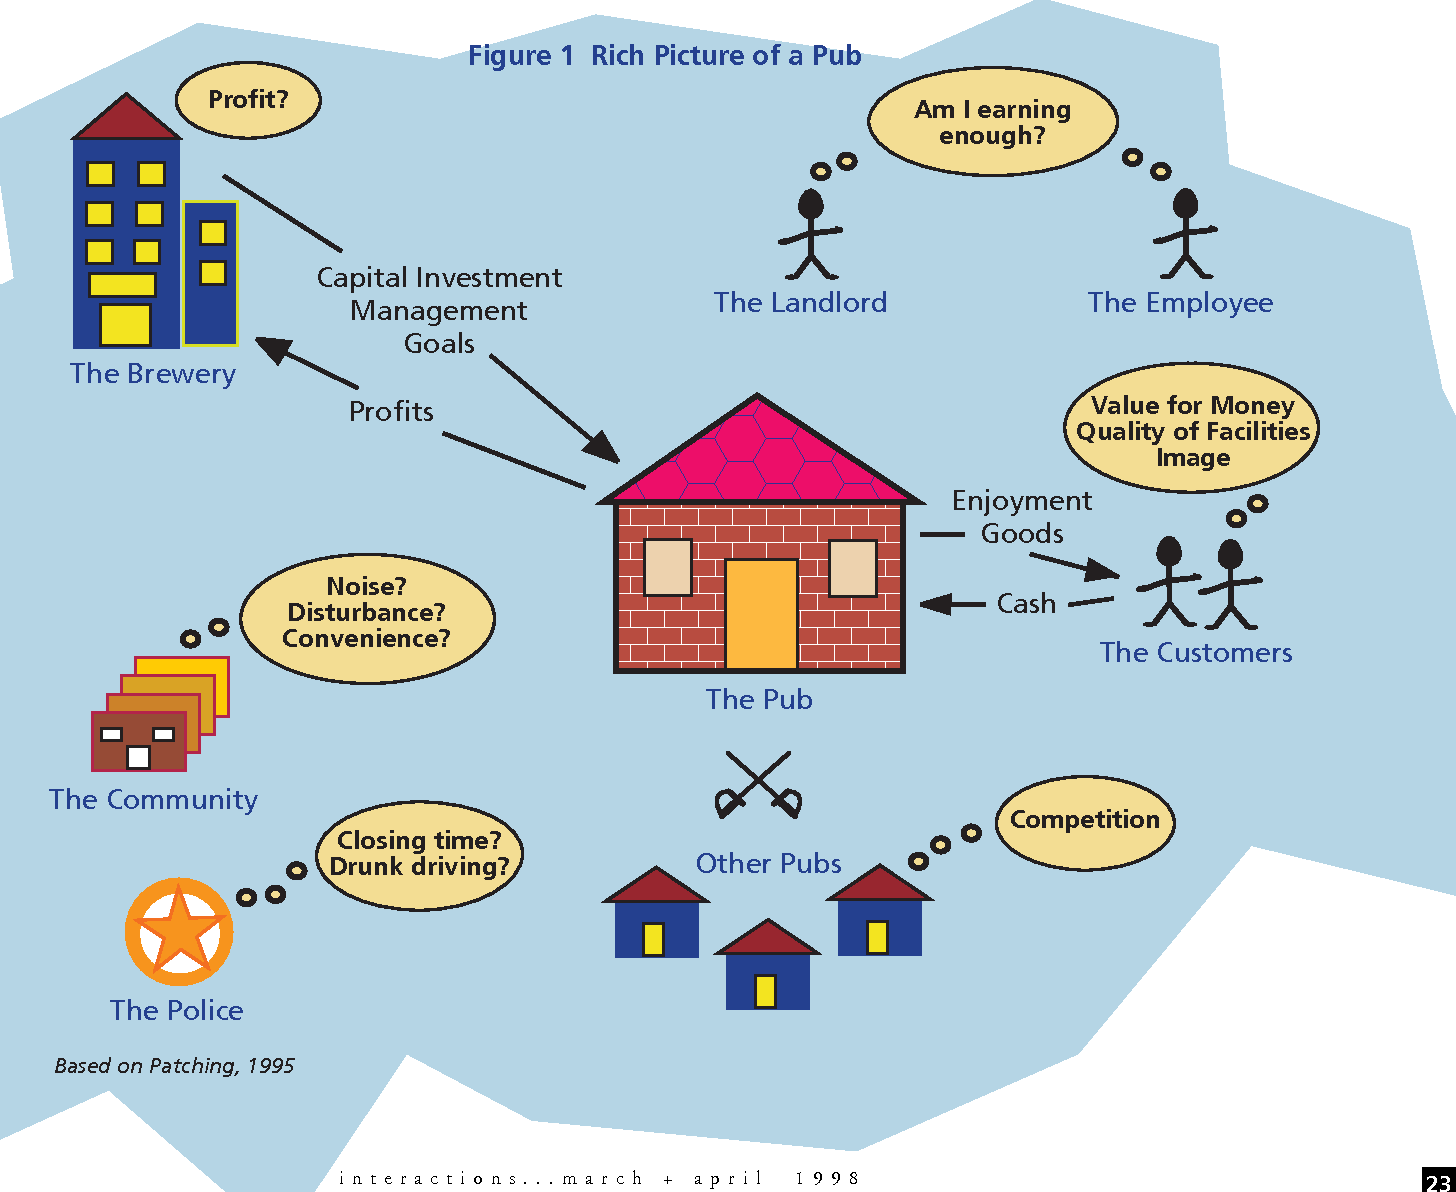 Figure 1 Rich Picture of a Pub
Profit?
Am I earning
enough?
Capital Investment
Management
Goals
The Landlord
The Employee
The Brewery
Profits
Value for Money
Quality of Facilities
Image
Enjoyment
Goods
Cash
The Customers
Noise?
Disturbance?
Convenience?
The Pub
The Community
Closing time?
Drunk driving?
Other Pubs
Competition
The Police
Based on Patching, 1995
interactions...march + april 1998
23